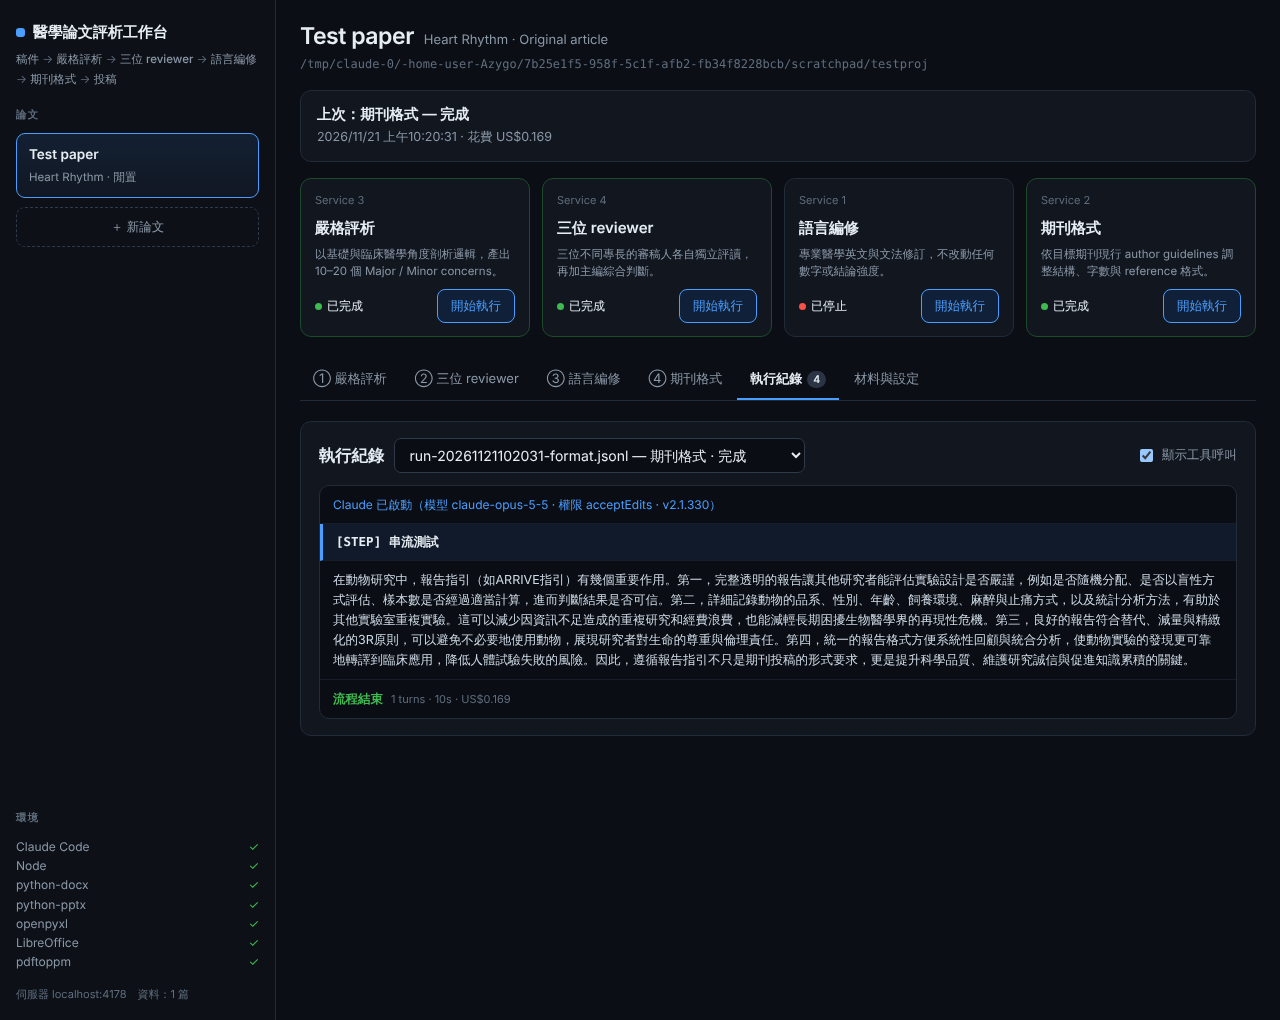 醫學論文評析工作台
稿件 → 嚴格評析 → 三位 reviewer → 語言編修
→ 期刊格式 → 投稿
論文
Test paper
Heart Rhythm · 閒置
+ 新論文
環境
Claude Code ✓
Node ✓
python-docx ✓
python-pptx ✓
openpyxl ✓
LibreOffice ✓
pdftoppm ✓
伺服器 localhost:4178 資料：1 篇
Test paper Heart Rhythm · Original article
/tmp/claude-0/-home-user-Azygo/7b25e1f5-958f-5c1f-afb2-fb34f8228bcb/scratchpad/testproj
上次：期刊格式 — 完成
2026/11/21 上午10:20:31 · 花費 US$0.169
Service 3
嚴格評析
以基礎與臨床醫學角度剖析邏輯，產出
10–20 個 Major / Minor concerns。
已完成 開始執行
Service 4
三位 reviewer
三位不同專長的審稿人各自獨立評讀，
再加主編綜合判斷。
已完成 開始執行
Service 1
語言編修
專業醫學英文與文法修訂，不改動任何
數字或結論強度。
已停止 開始執行
Service 2
期刊格式
依目標期刊現行 author guidelines 調
整結構、字數與 reference 格式。
已完成 開始執行
① 嚴格評析 ② 三位 reviewer ③ 語言編修 ④ 期刊格式 執行紀錄 4 材料與設定
執行紀錄 run-20261121102031-format.jsonl — 期刊格式 · 完成 顯示工具呼叫
Claude 已啟動（模型 claude-opus-5-5 · 權限 acceptEdits · v2.1.330）
[STEP] 串流測試
在動物研究中，報告指引（如ARRIVE指引）有幾個重要作用。第一，完整透明的報告讓其他研究者能評估實驗設計是否嚴謹，例如是否隨機分配、是否以盲性方
式評估、樣本數是否經過適當計算，進而判斷結果是否可信。第二，詳細記錄動物的品系、性別、年齡、飼養環境、麻醉與止痛方式，以及統計分析方法，有助於
其他實驗室重複實驗。這可以減少因資訊不足造成的重複研究和經費浪費，也能減輕長期困擾生物醫學界的再現性危機。第三，良好的報告符合替代、減量與精緻
化的3R原則，可以避免不必要地使用動物，展現研究者對生命的尊重與倫理責任。第四，統一的報告格式方便系統性回顧與統合分析，使動物實驗的發現更可靠
地轉譯到臨床應用，降低人體試驗失敗的風險。因此，遵循報告指引不只是期刊投稿的形式要求，更是提升科學品質、維護研究誠信與促進知識累積的關鍵。
流程結束 1 turns · 10s · US$0.169